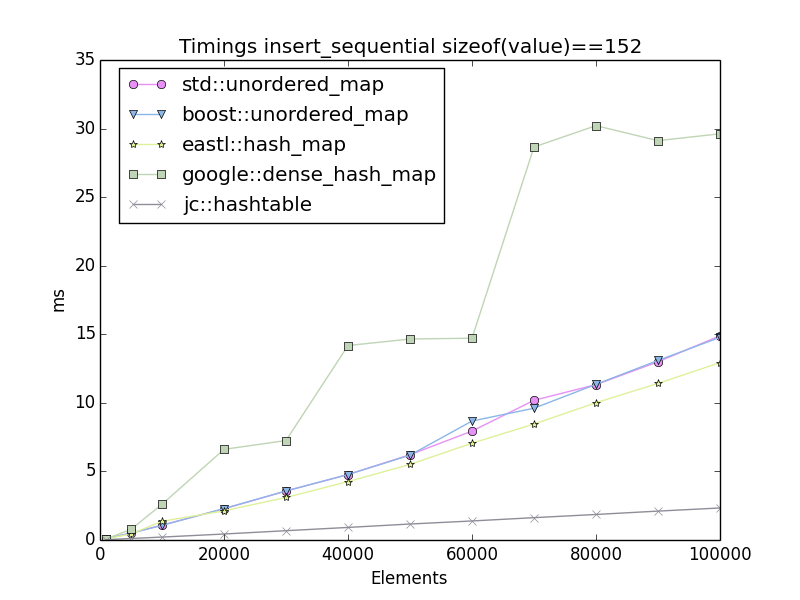 Timings insert_sequential sizeof(value)==152
std::unordered_map
boost::unordered_map
eastl::hash_map
google::dense_hash_map
jc::hashtable
35
30
25
20
15
10
5
0
ms
0 20000 40000 60000 80000 100000
Elements